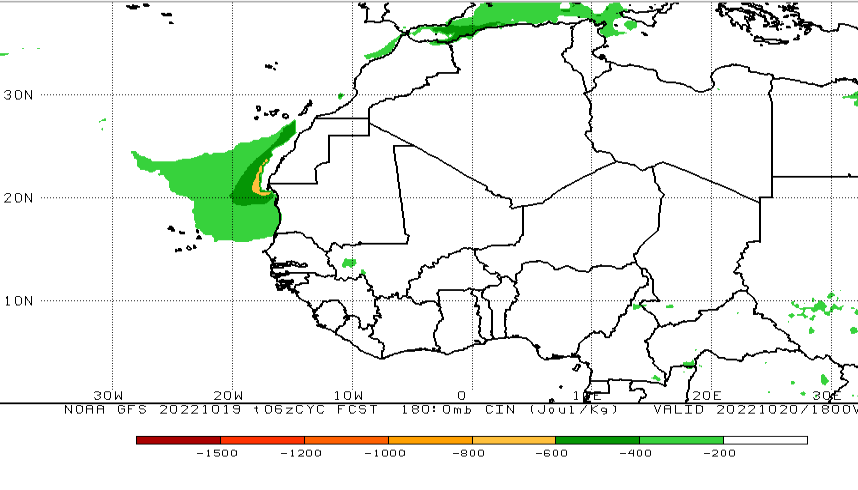 30N
20N
10N
30W 20W 10W 0 10E 20E 30E
NOAA GFS 20221019 t06zCYC FCST 180:0mb CIN (Joul/Kg) VALID 20221020/1800V
-1500 -1200 -1000 -800 -600 -400 -200